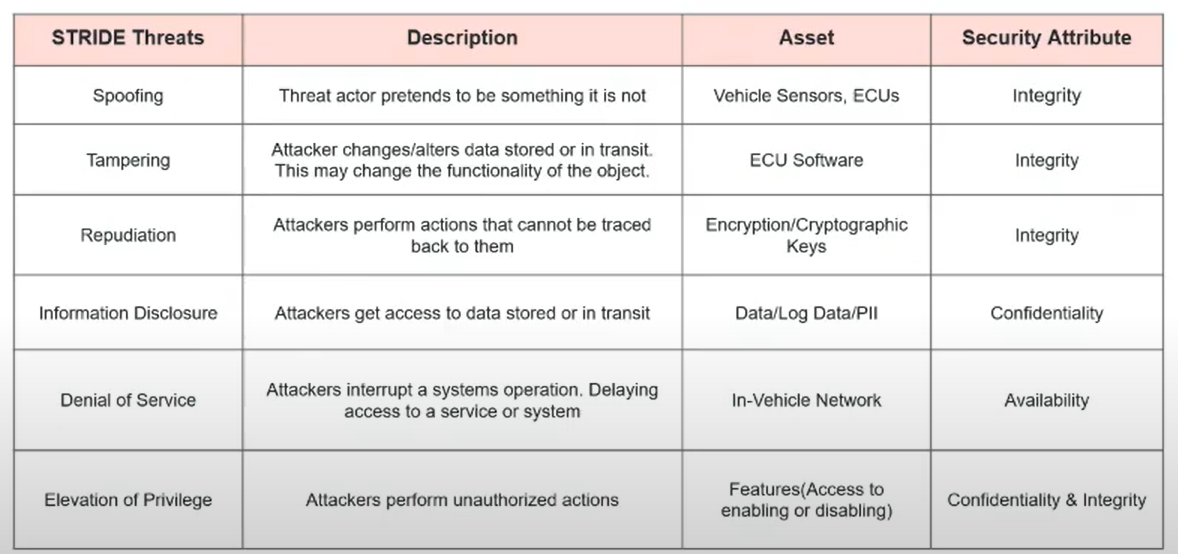 STRIDE Threats Description Asset Security Attribute
Spoofing Threat actor pretends to be something it is not Vehicle Sensors, ECUs Integrity
Tampering Attacker changes/alters data stored or in transit. This may change the functionality of the object. ECU Software Integrity
Repudiation Attackers perform actions that cannot be traced back to them Encryption/Cryptographic Keys Integrity
Information Disclosure Attackers get access to data stored or in transit Data/Log Data/PII Confidentiality
Denial of Service Attackers interrupt a systems operation. Delaying access to a service or system In-Vehicle Network Availability
Elevation of Privilege Attackers perform unauthorized actions Features(Access to enabling or disabling) Confidentiality & Integrity